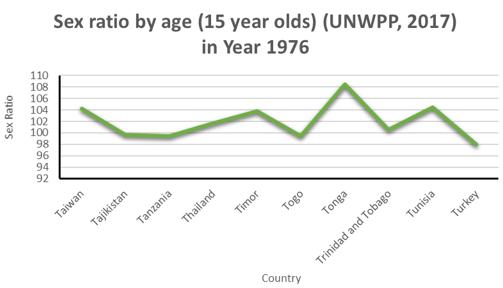 Sex ratio by age (15 year olds) (UNWPP, 2017)
in Year 1976
Sex Ratio
110
108
106
104
102
100
98
96
94
92
Taiwan
Tajikistan
Tanzania
Thailand
Timor
Togo
Tonga
Trinidad and Tobago
Tunisia
Turkey
Country